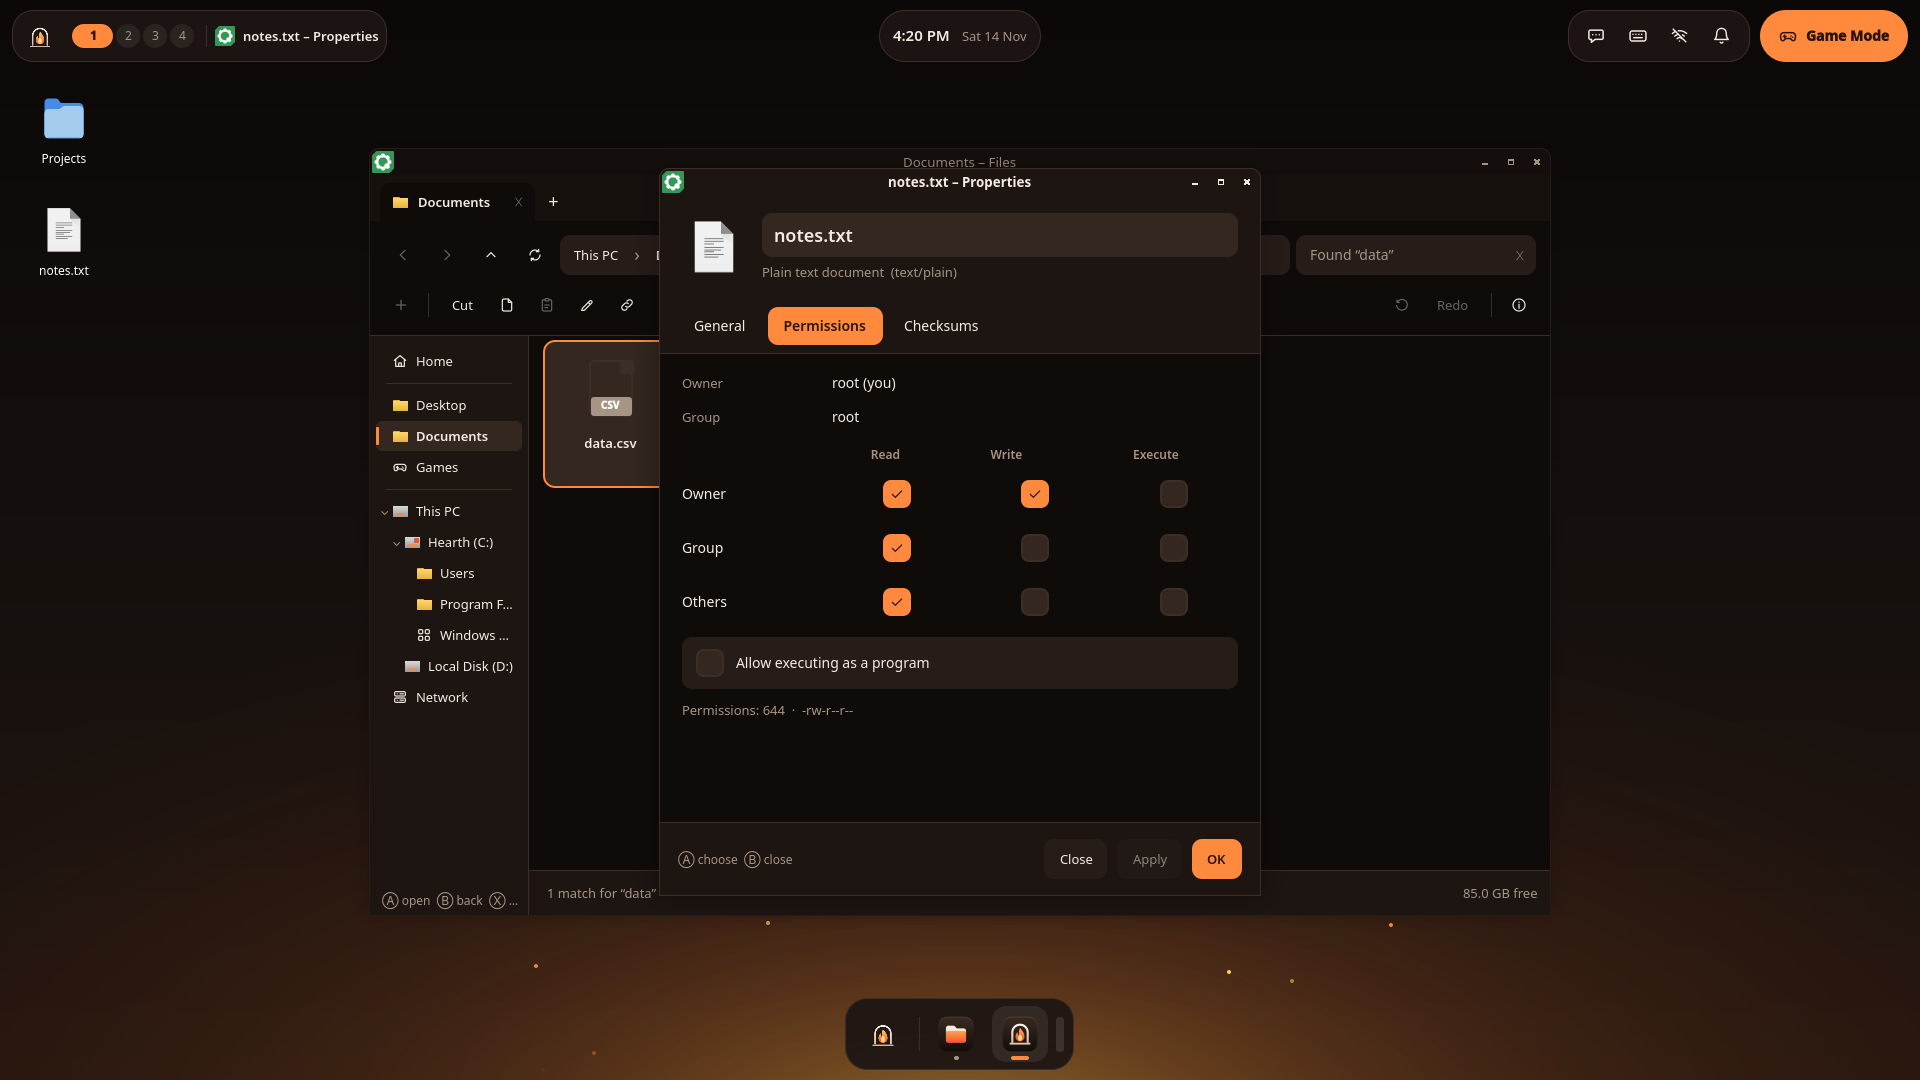 1 2 3 4 notes.txt – Properties
4:20 PM Sat 14 Nov
Game Mode
Projects
notes.txt
Documents – Files
Documents X +
This PC › D
Found “data” X
Cut
Redo
Home
Desktop
Documents
Games
This PC
Hearth (C:)
Users
Program F...
Windows ...
Local Disk (D:)
Network
A open B back X ...
CSV
data.csv
1 match for “data”
85.0 GB free
notes.txt – Properties
notes.txt
Plain text document (text/plain)
General Permissions Checksums
Owner root (you)
Group root
Read Write Execute
Owner
Group
Others
Allow executing as a program
Permissions: 644 · -rw-r--r--
A choose B close
Close Apply OK